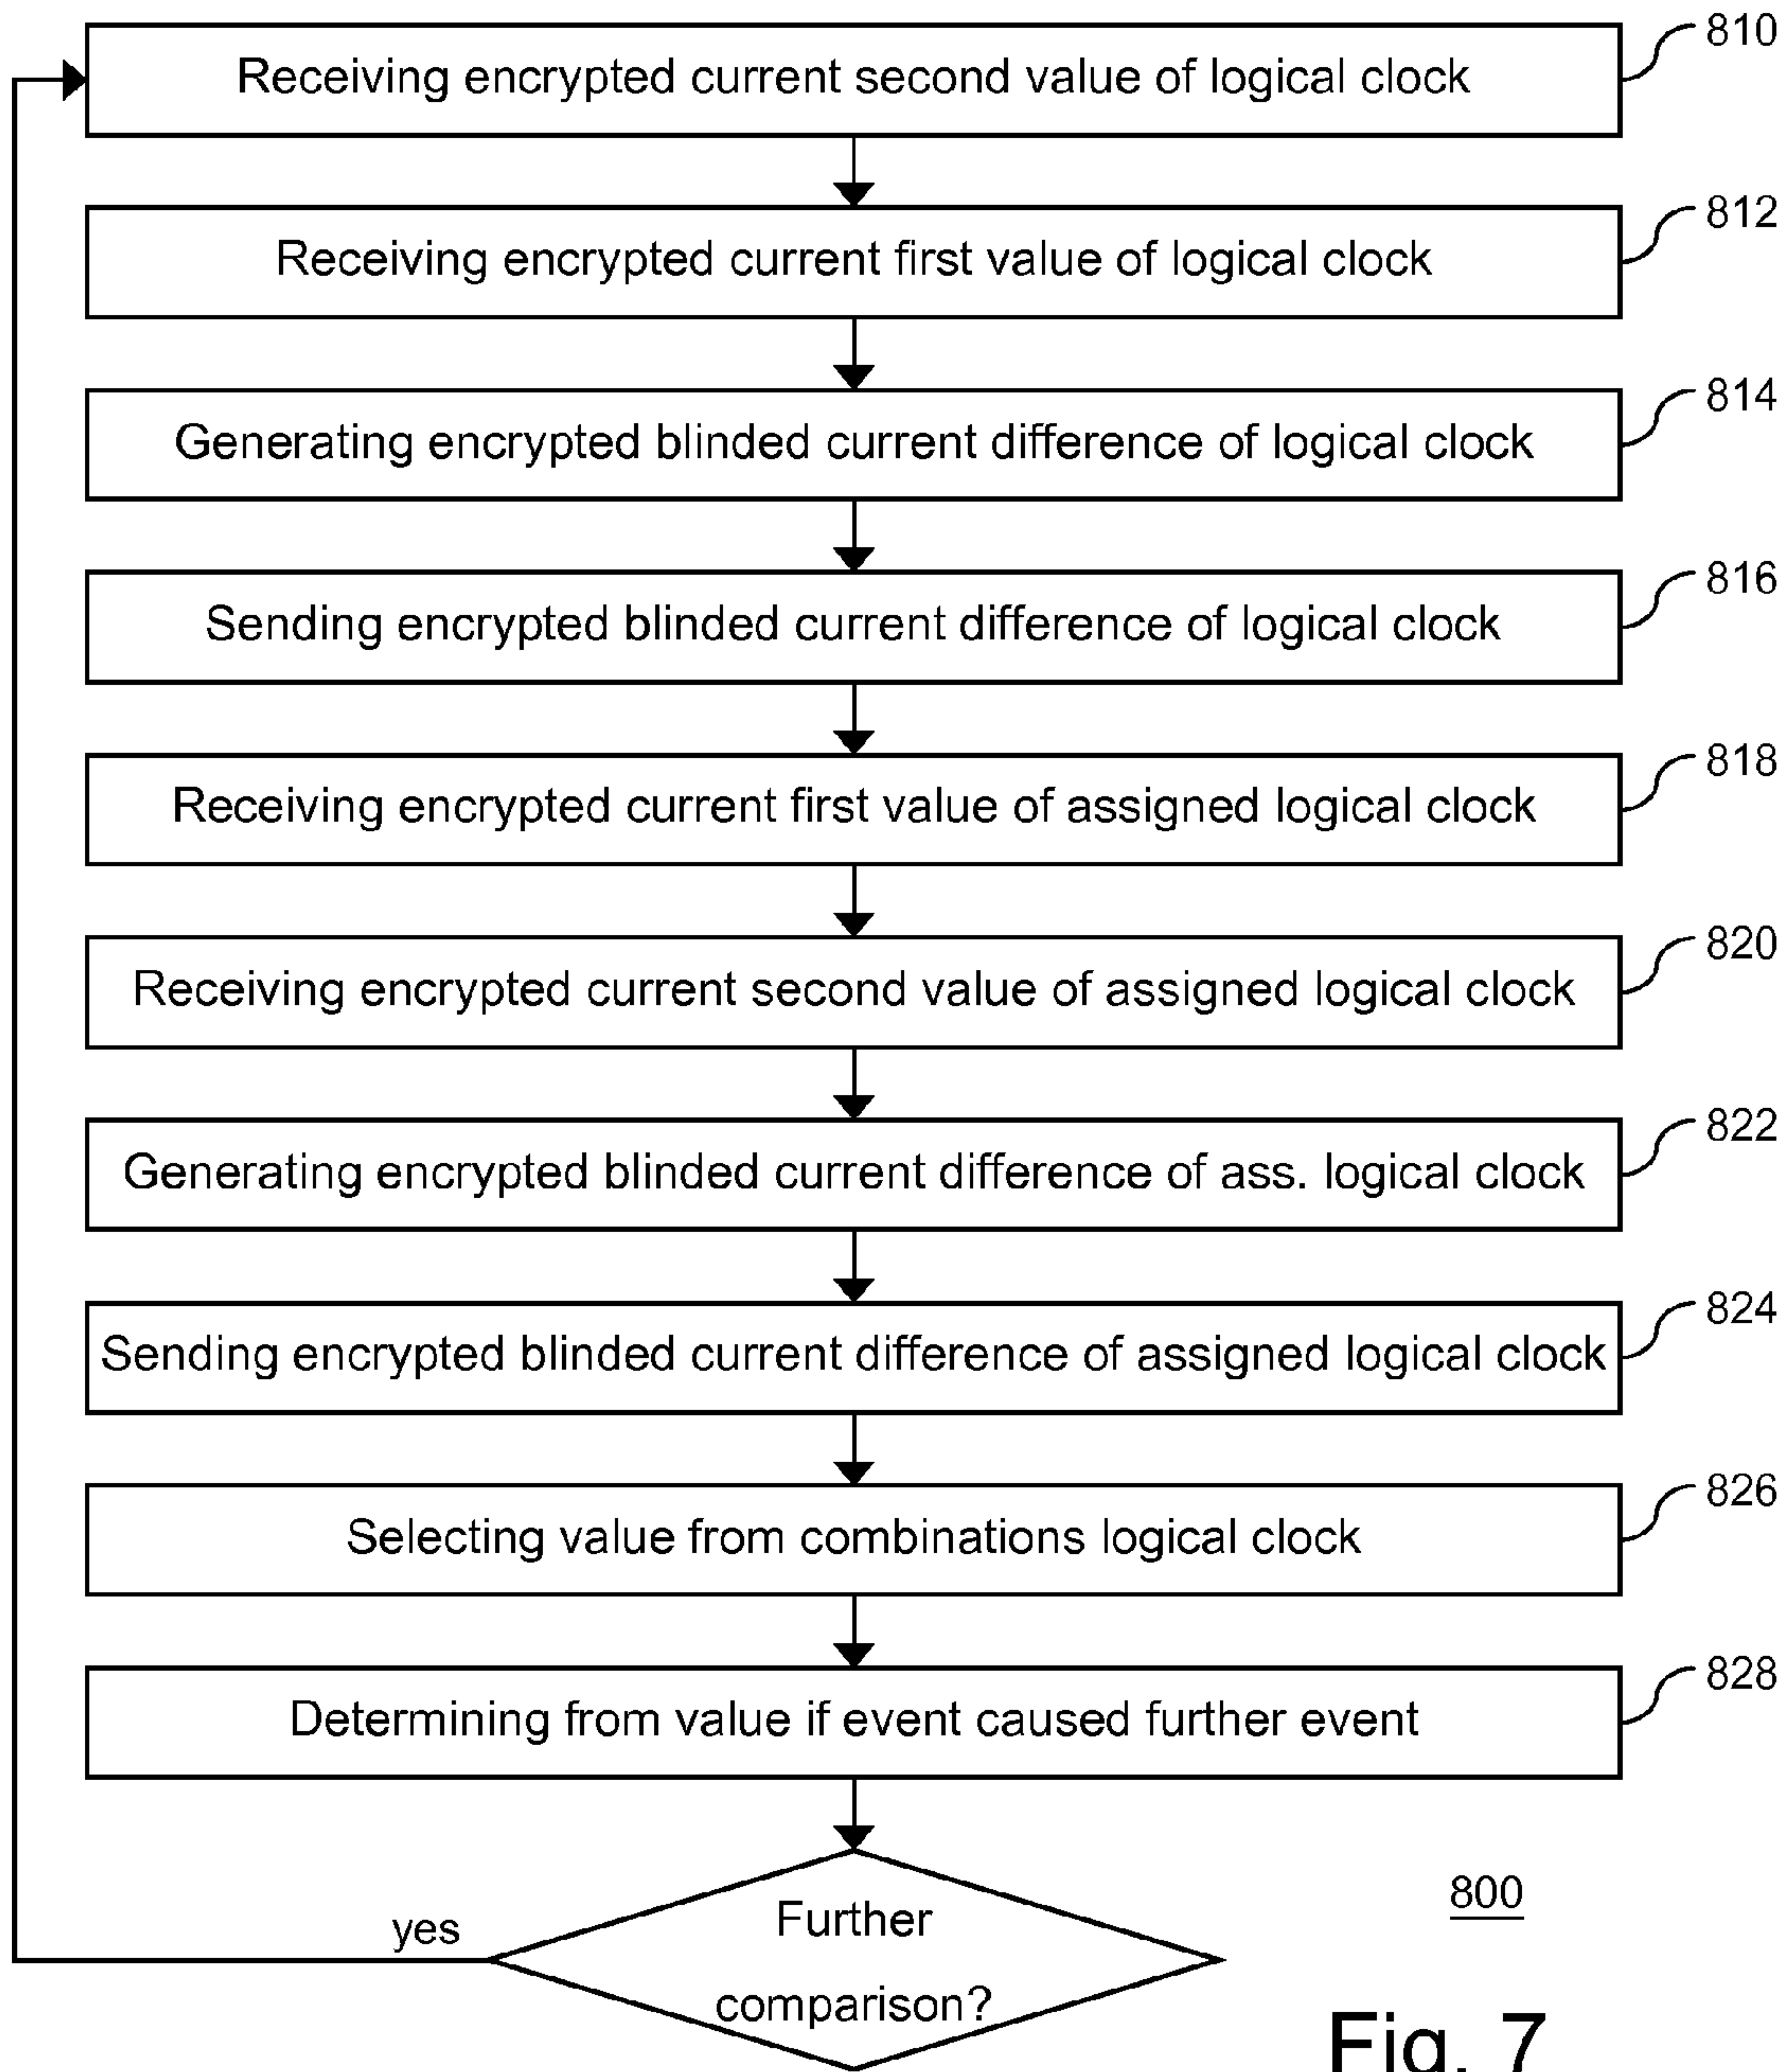 Receiving encrypted current second value of logical clock
810
Receiving encrypted current first value of logical clock
812
Generating encrypted blinded current difference of logical clock
814
Sending encrypted blinded current difference of logical clock
816
Receiving encrypted current first value of assigned logical clock
818
Receiving encrypted current second value of assigned logical clock
820
Generating encrypted blinded current difference of ass. logical clock
822
Sending encrypted blinded current difference of assigned logical clock
824
Selecting value from combinations logical clock
826
Determining from value if event caused further event
828
yes
Further
comparison?
800
Fig. 7